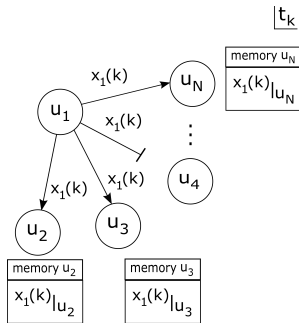 t_k
x_1(k)
u_N
memory u_N
x_1(k)|u_N
u_1
x_1(k)
⋮
u_4
x_1(k)
x_1(k)
u_2
u_3
memory u_2
x_1(k)|u_2
memory u_3
x_1(k)|u_3